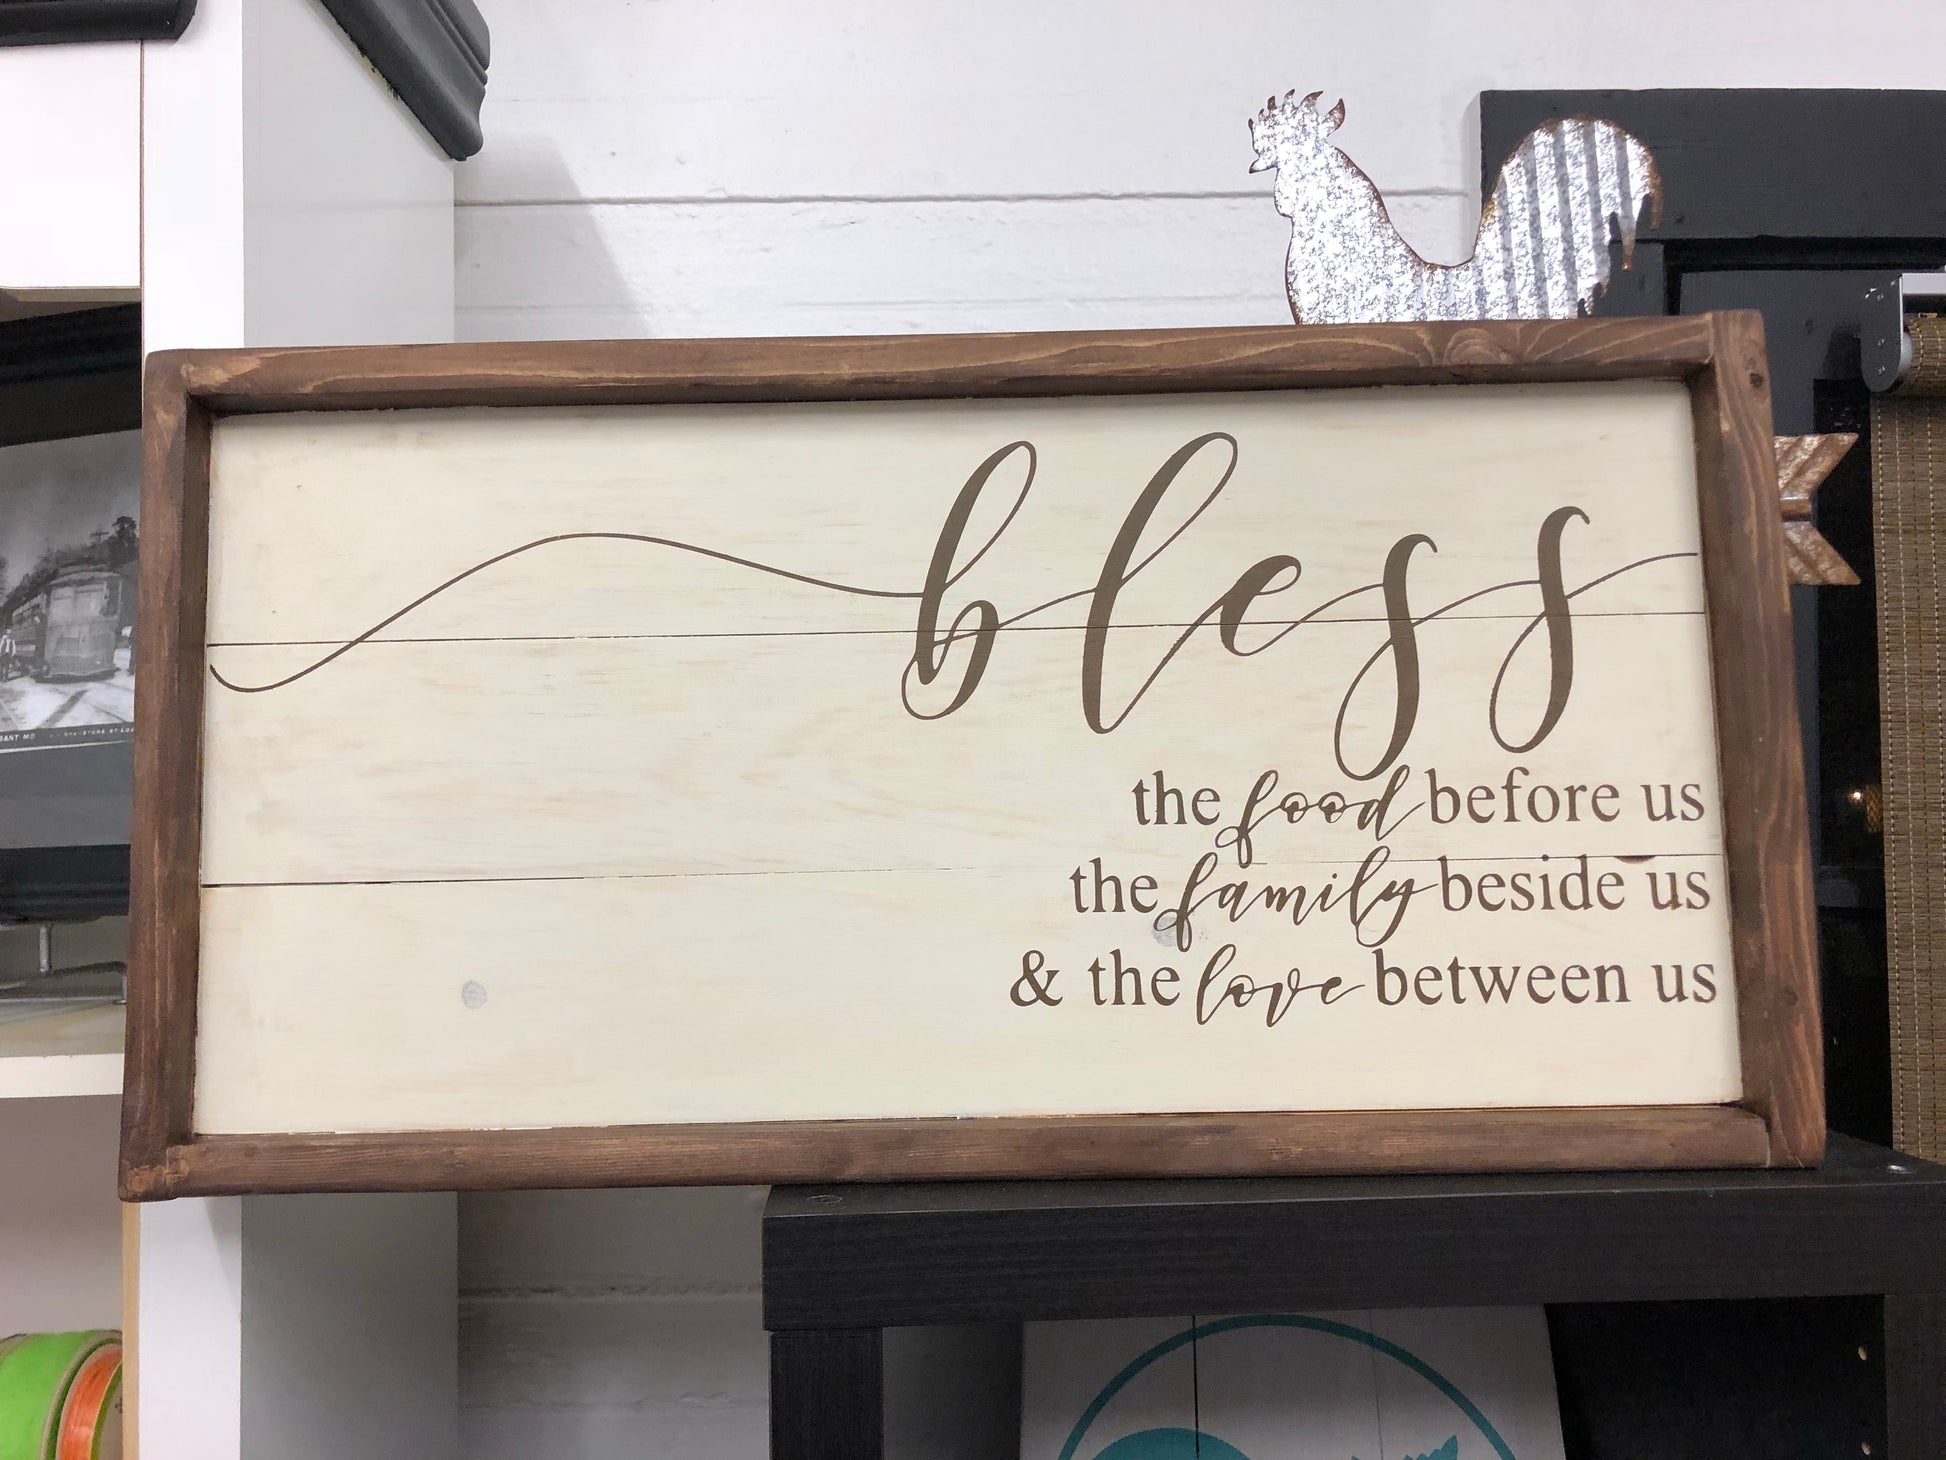 bless
the food before us
the family beside us
& the love between us